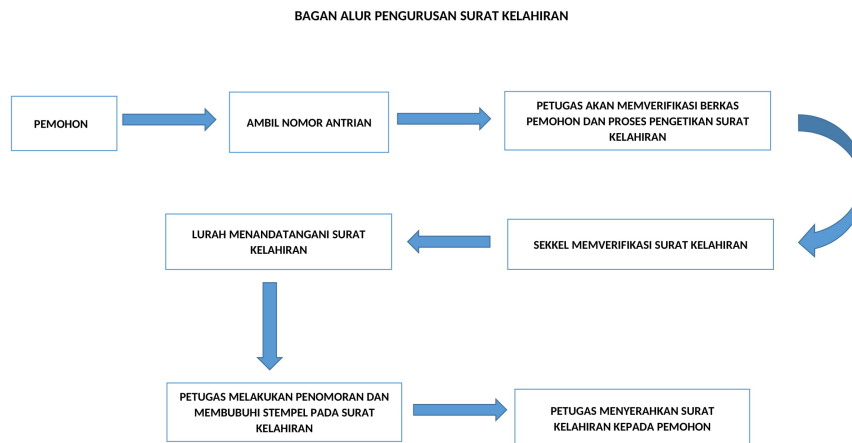 BAGAN ALUR PENGURUSAN SURAT KELAHIRAN
PEMOHON
AMBIL NOMOR ANTRIAN
PETUGAS AKAN MEMVERIFIKASI BERKAS
PEMOHON DAN PROSES PENGETIKAN SURAT
KELAHIRAN
SEKKEL MEMVERIFIKASI SURAT KELAHIRAN
LURAH MENANDATANGANI SURAT
KELAHIRAN
PETUGAS MELAKUKAN PENOMORAN DAN
MEMBUBUHI STEMPEL PADA SURAT
KELAHIRAN
PETUGAS MENYERAHKAN SURAT
KELAHIRAN KEPADA PEMOHON